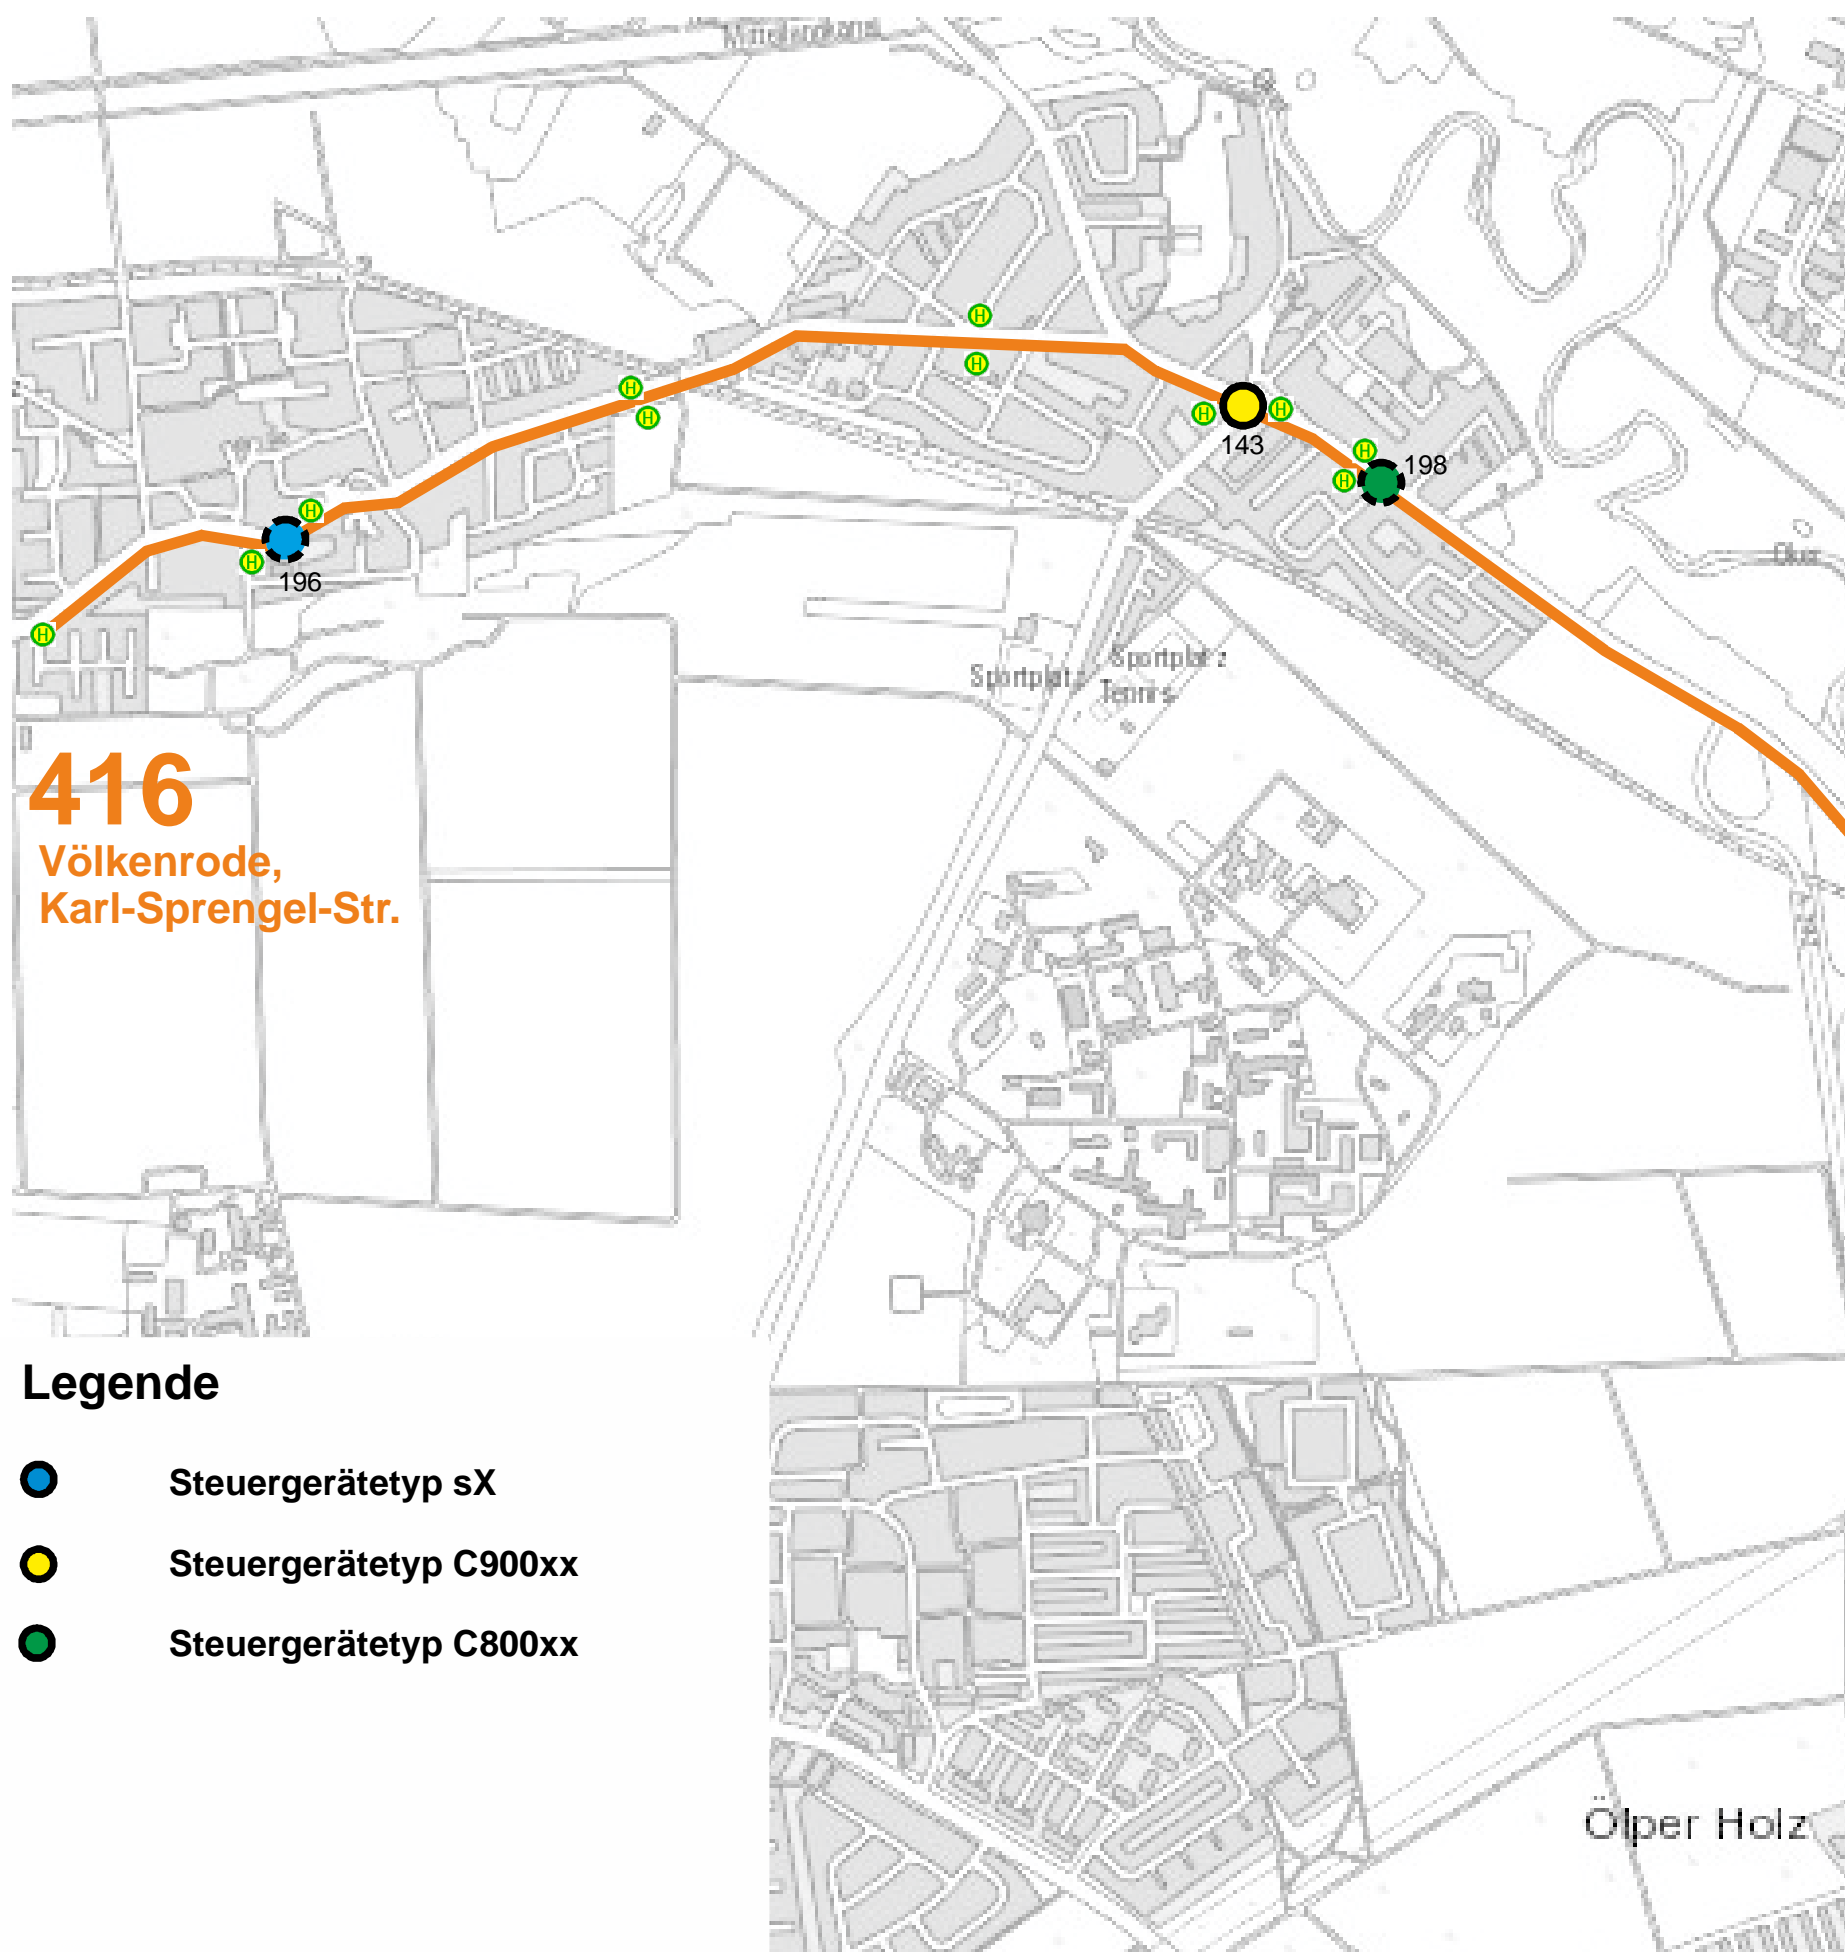 Mittellandkanal
H
H
H
H
H
143
H
H
198
H
H
H
196
H
Oker
H
Sportplatz
Sportplatz
Tennis
416
Völkenrode,
Karl-Sprengel-Str.
Legende
Steuergerätetyp sX
Steuergerätetyp C900xx
Steuergerätetyp C800xx
Ölper Holz